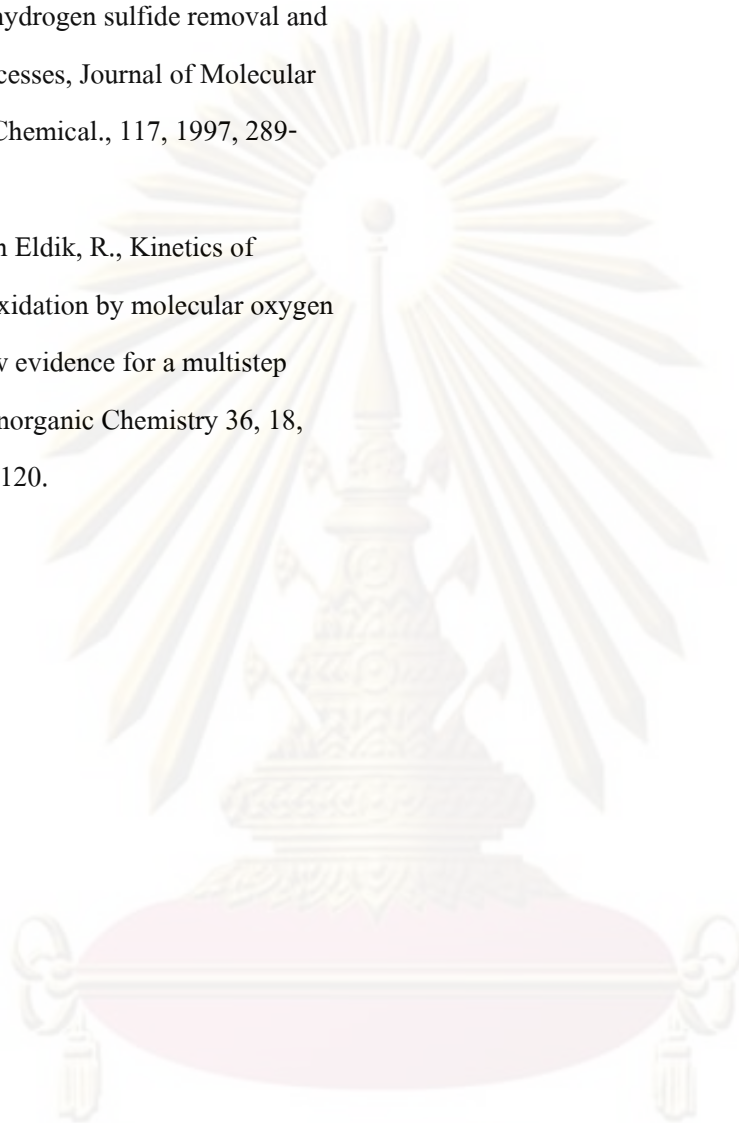 hydrogen sulfide removal and
cesses, Journal of Molecular
Chemical., 117, 1997, 289-
n Eldik, R., Kinetics of
xidation by molecular oxygen
evidence for a multistep
norganic Chemistry 36, 18,
120.